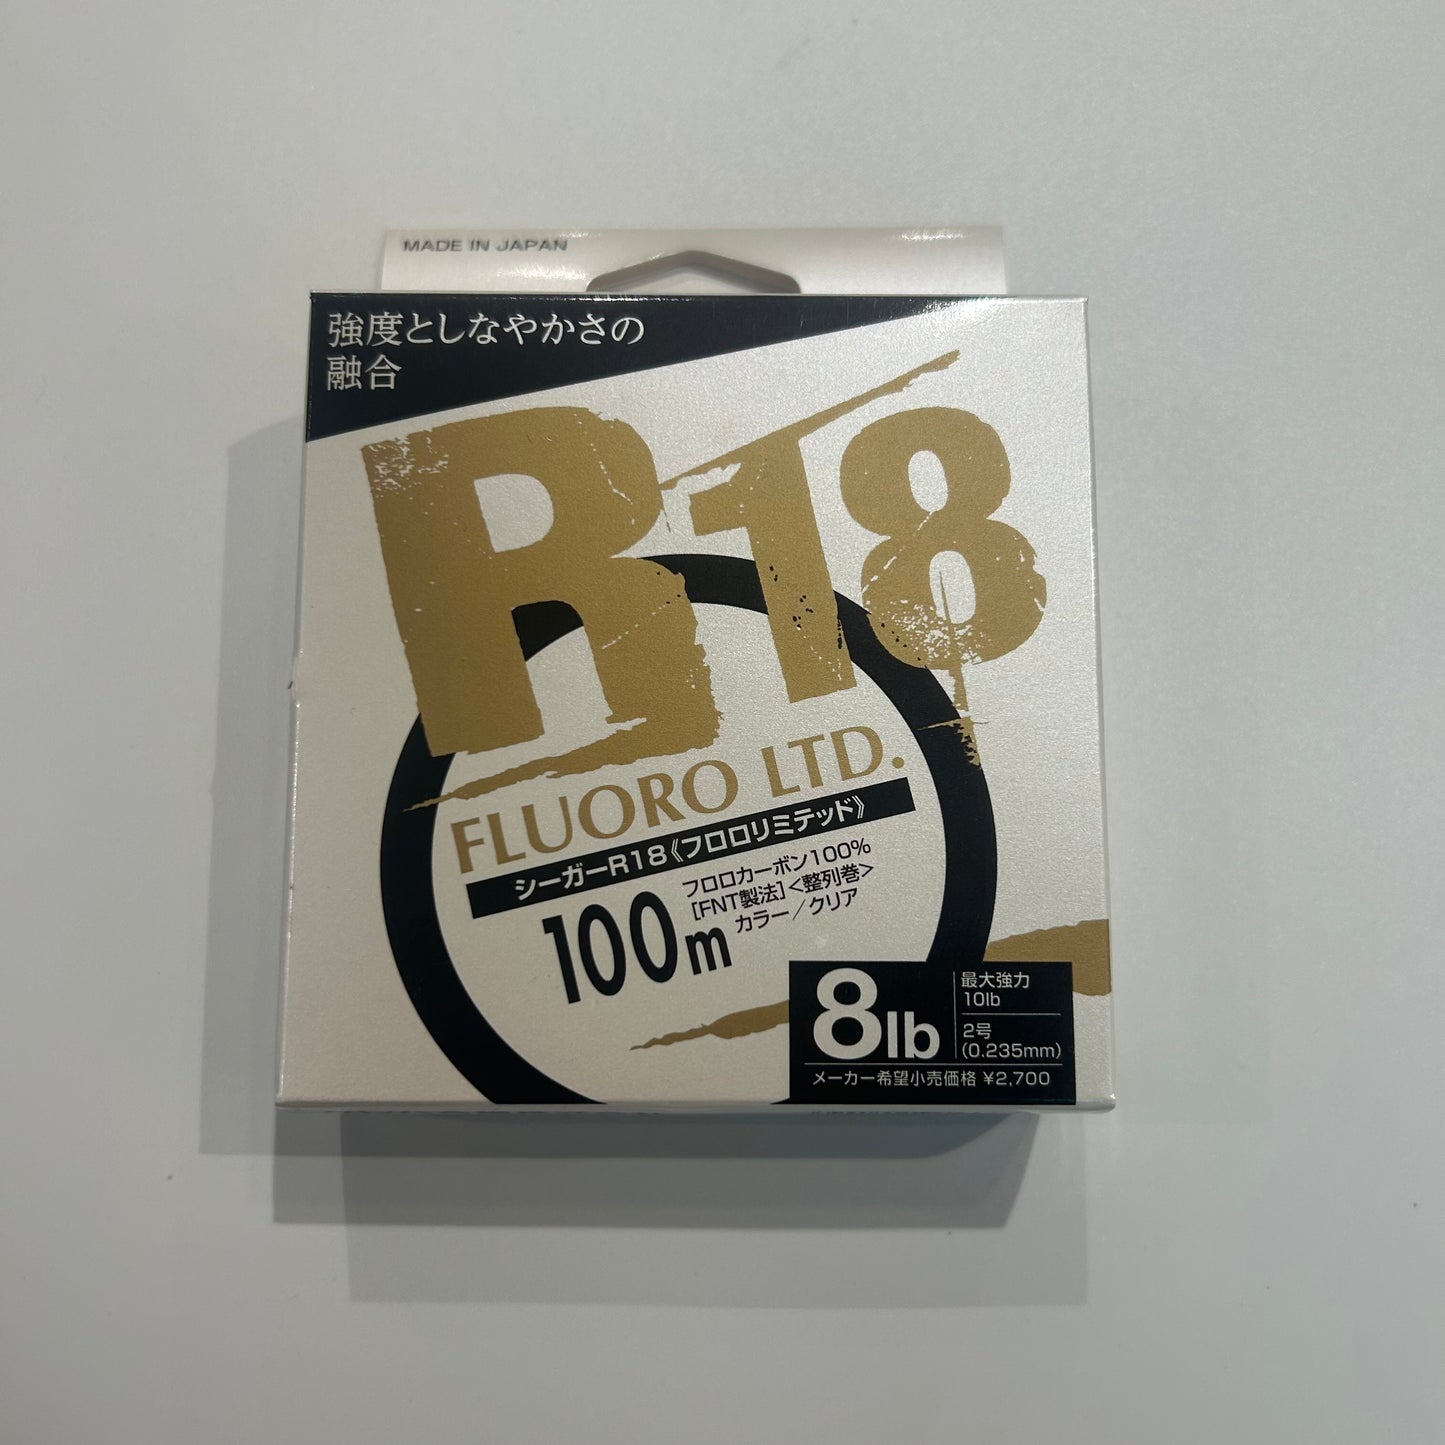 MADE IN JAPAN
強度としなやかさの
融合
R18
FLUORO LTD.
シーガーR18《フロロリミテッド》
100m
フロロカーボン100%
[FNT製法]<整列巻>
カラー/クリア
8lb
最大強力
10lb
2号
(0.235mm)
メーカー希望小売価格 ¥2,700